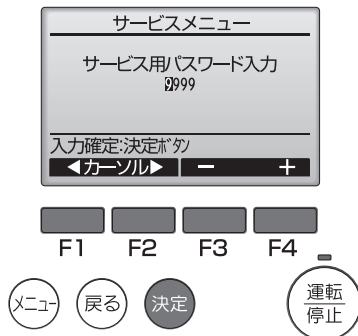 サービスメニュー
サービス用パスワード入力
9999
入力確定:決定ボタン
◀カーソル▶ − +
F1 F2 F3 F4
メニュー 戻る 決定 運転
停止